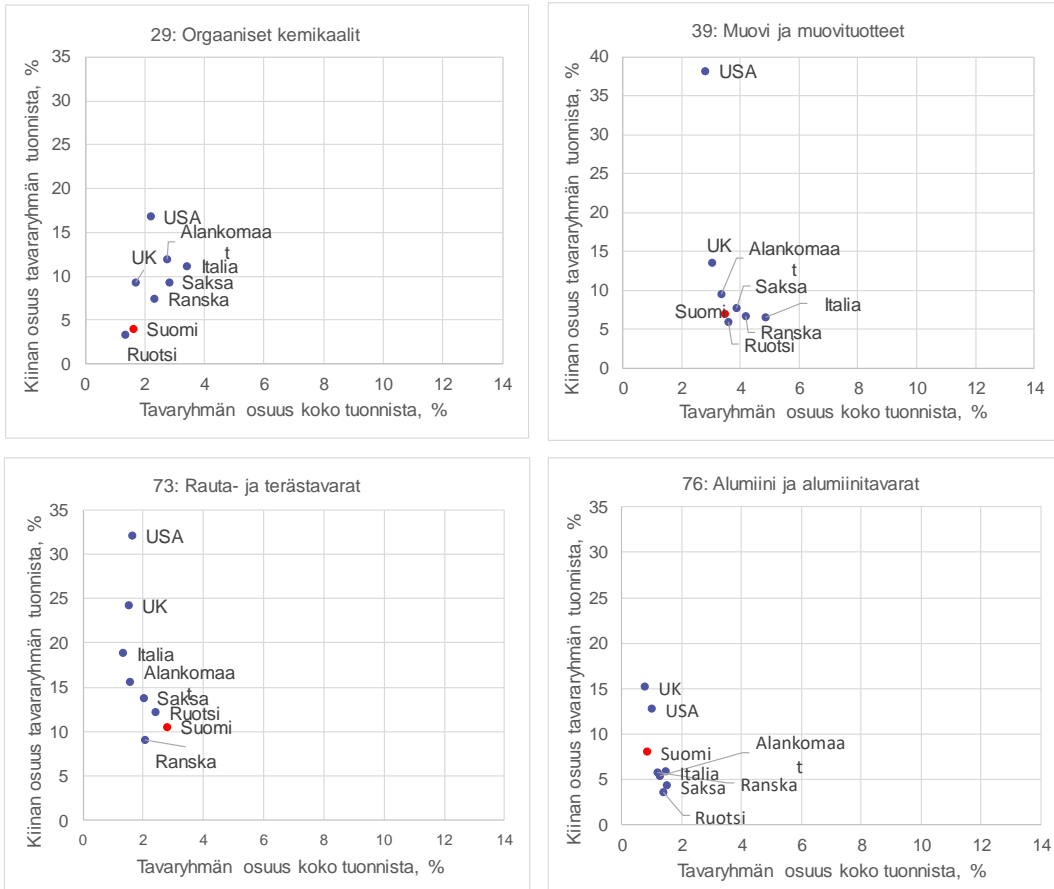 29: Orgaaniset kemikaalit
Kiinan osuus tavararyhmän tuonnista, %
35
30
25
20
15
10
5
0
USA
Alankomaa
t
UK
Italia
Saksa
Ranska
Suomi
Ruotsi
0 2 4 6 8 10 12 14
Tavaryhmän osuus koko tuonnista, %
39: Muovi ja muovituotteet
Kiinan osuus tavararyhmän tuonnista, %
40
35
30
25
20
15
10
5
0
USA
UK
Alankomaa
t
Saksa
Italia
Suomi
Ranska
Ruotsi
0 2 4 6 8 10 12 14
Tavaryhmän osuus koko tuonnista, %
73: Rauta- ja terästavarat
Kiinan osuus tavararyhmän tuonnista, %
35
30
25
20
15
10
5
0
USA
UK
Italia
Alankomaa
t
Saksa
Ruotsi
Suomi
Ranska
0 2 4 6 8 10 12 14
Tavaryhmän osuus koko tuonnista, %
76: Alumiini ja alumiinitavarat
Kiinan osuus tavararyhmän tuonnista, %
35
30
25
20
15
10
5
0
UK
USA
Suomi
Alankomaa
t
Italia
Ranska
Saksa
Ruotsi
0 2 4 6 8 10 12 14
Tavaryhmän osuus koko tuonnista, %